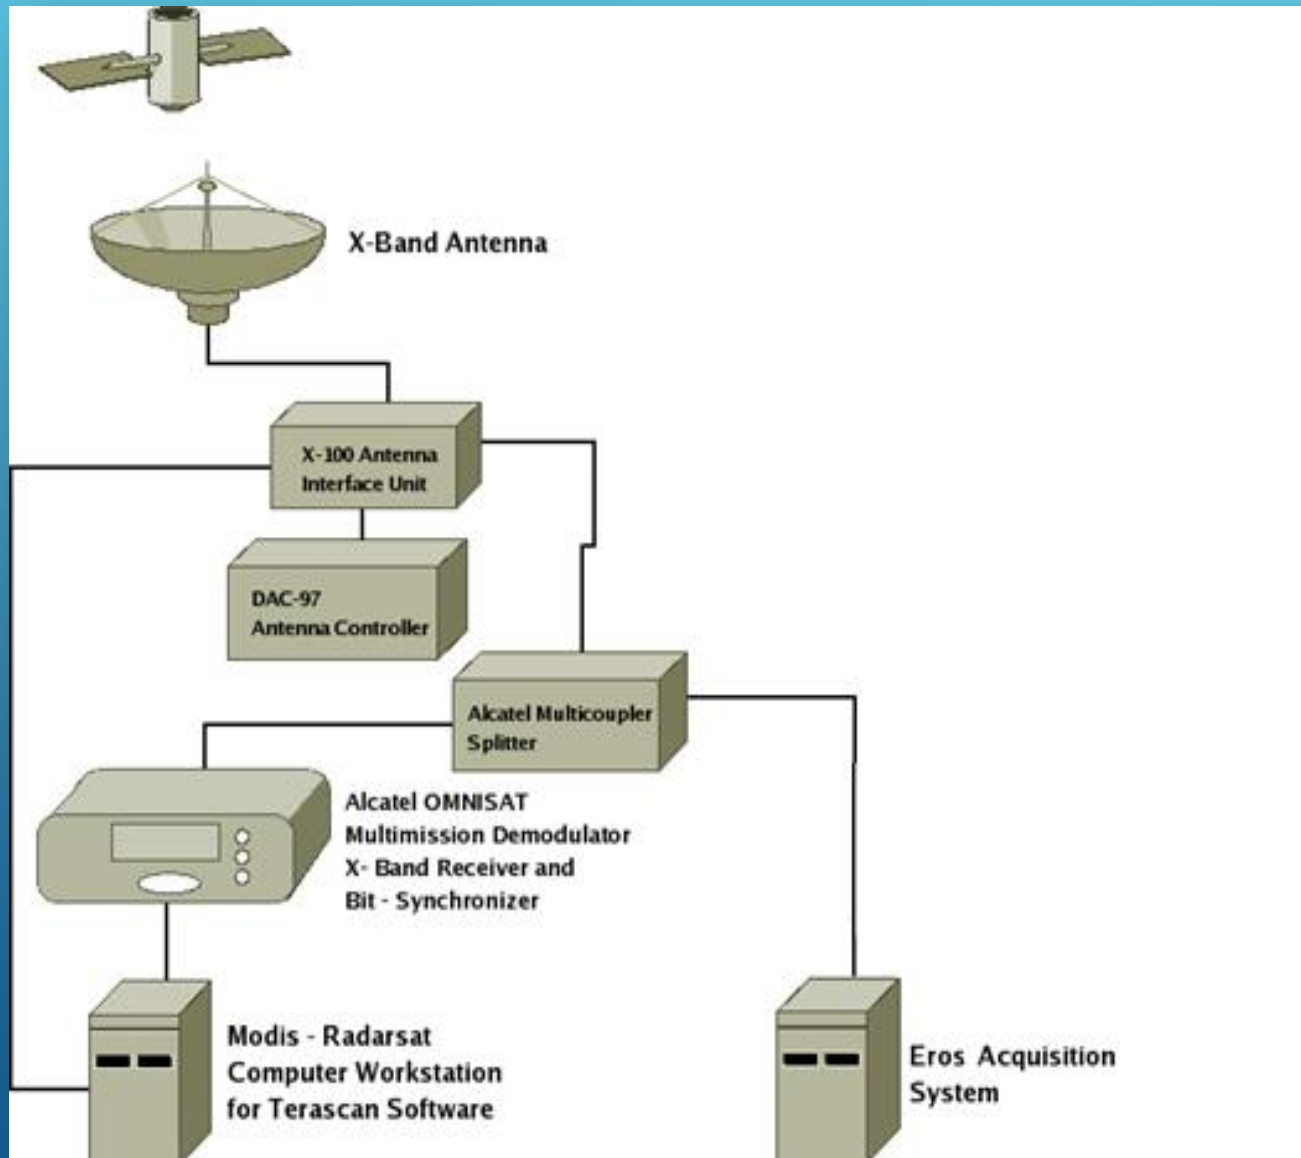 X-Band Antenna
X-100 Antenna
Interface Unit
DAC-97
Antenna Controller
Alcatel Multicoupler
Splitter
Alcatel OMNISAT
Multimission Demodulator
X- Band Receiver and
Bit - Synchronizer
Modis - Radarsat
Computer Workstation
for Terascan Software
Eros Acquisition
System